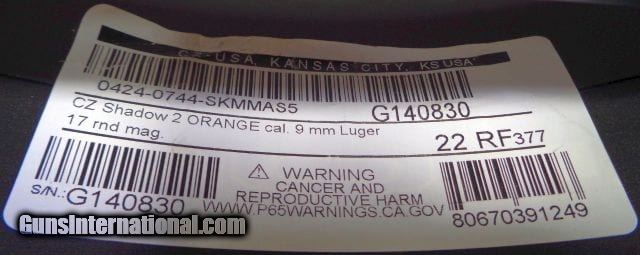 CZ-USA, KANSAS CITY, KS USA
0424-0744-SKMMAS5 G140830
CZ Shadow 2 ORANGE cal. 9 mm Luger
17 rnd mag.
22 RF377
S/N.: G140830
WARNING
CANCER AND
REPRODUCTIVE HARM
WWW.P65WARNINGS.CA.GOV
80670391249
GunsInternational.com